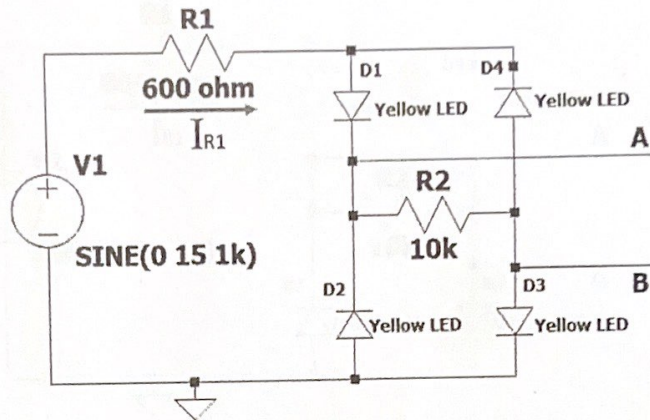 R1
600 ohm
I_R1
V1
+
−
SINE(0 15 1k)
D1
Yellow LED
D4
Yellow LED
A
R2
10k
B
D2
Yellow LED
D3
Yellow LED